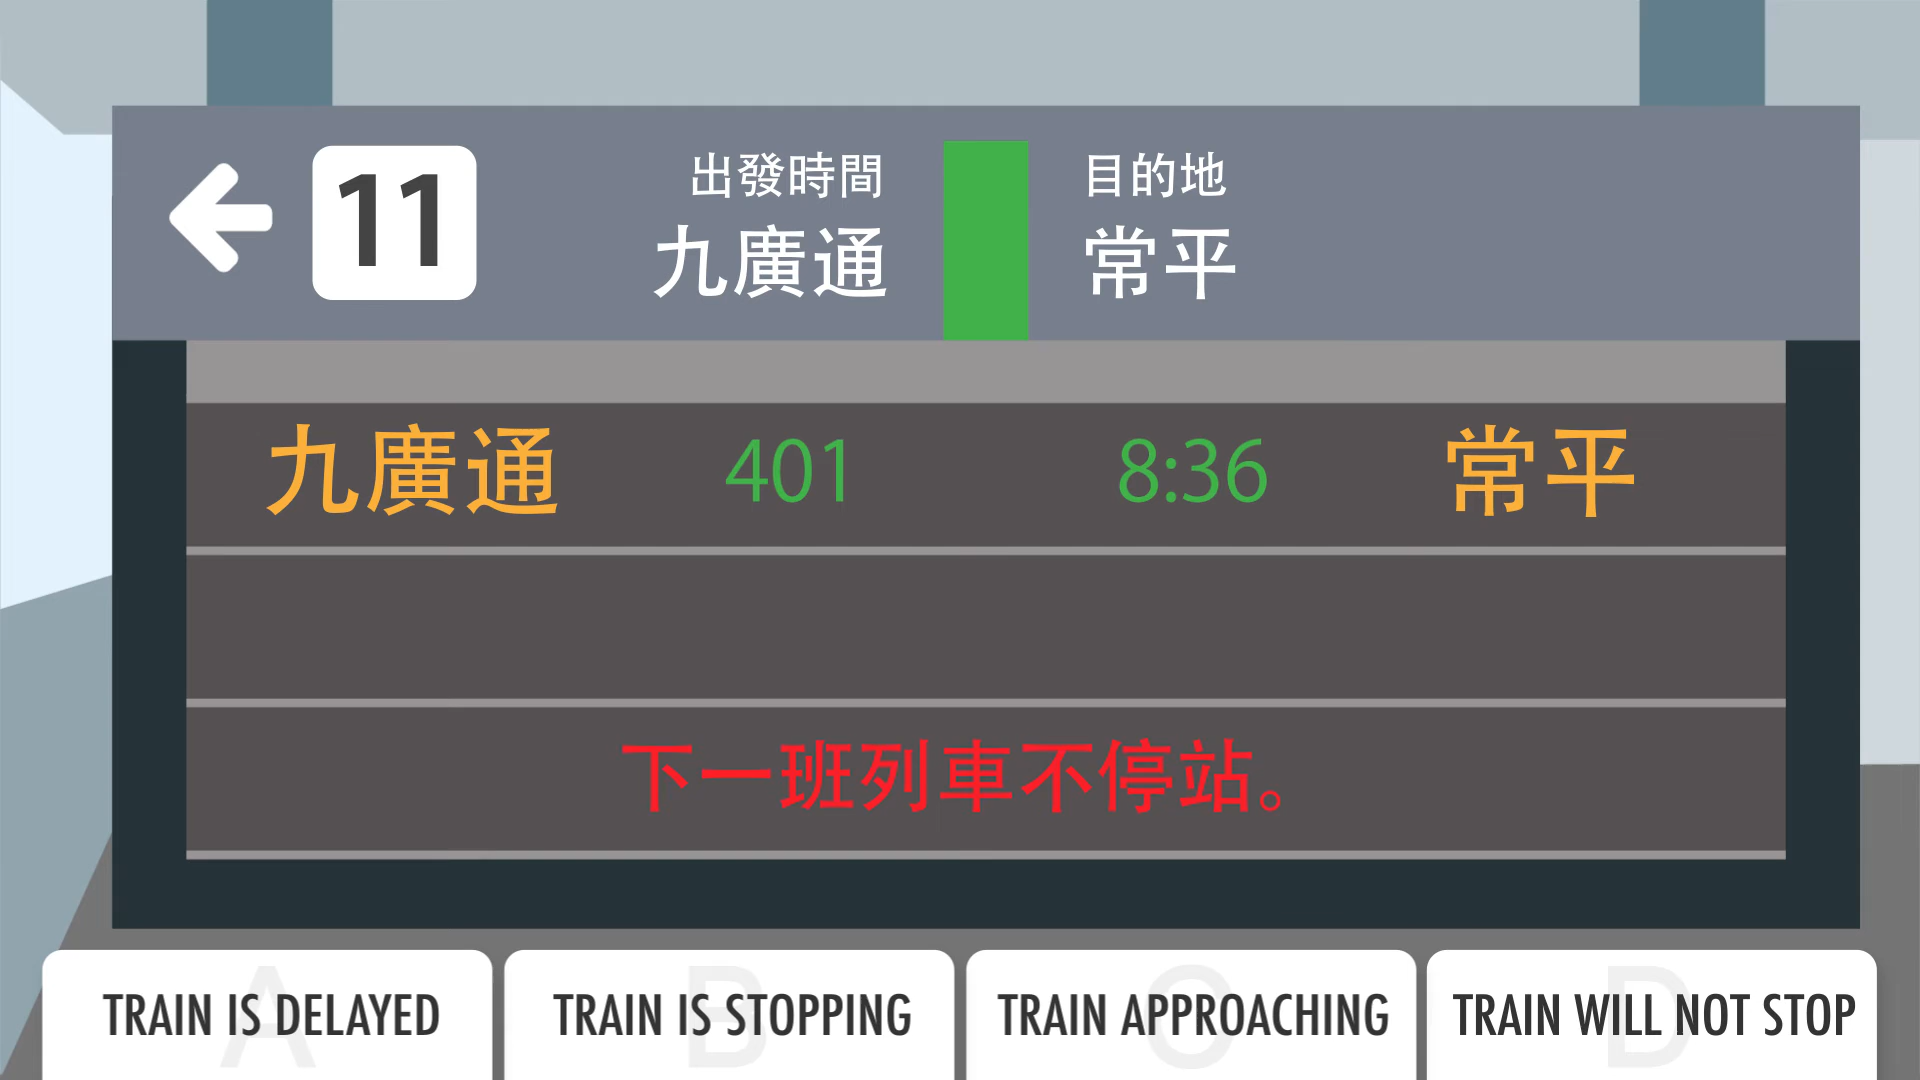 11
出發時間
九廣通
目的地
常平
九廣通 401 8:36 常平
下一班列車不停站。
A
TRAIN IS DELAYED
B
TRAIN IS STOPPING
C
TRAIN APPROACHING
D
TRAIN WILL NOT STOP